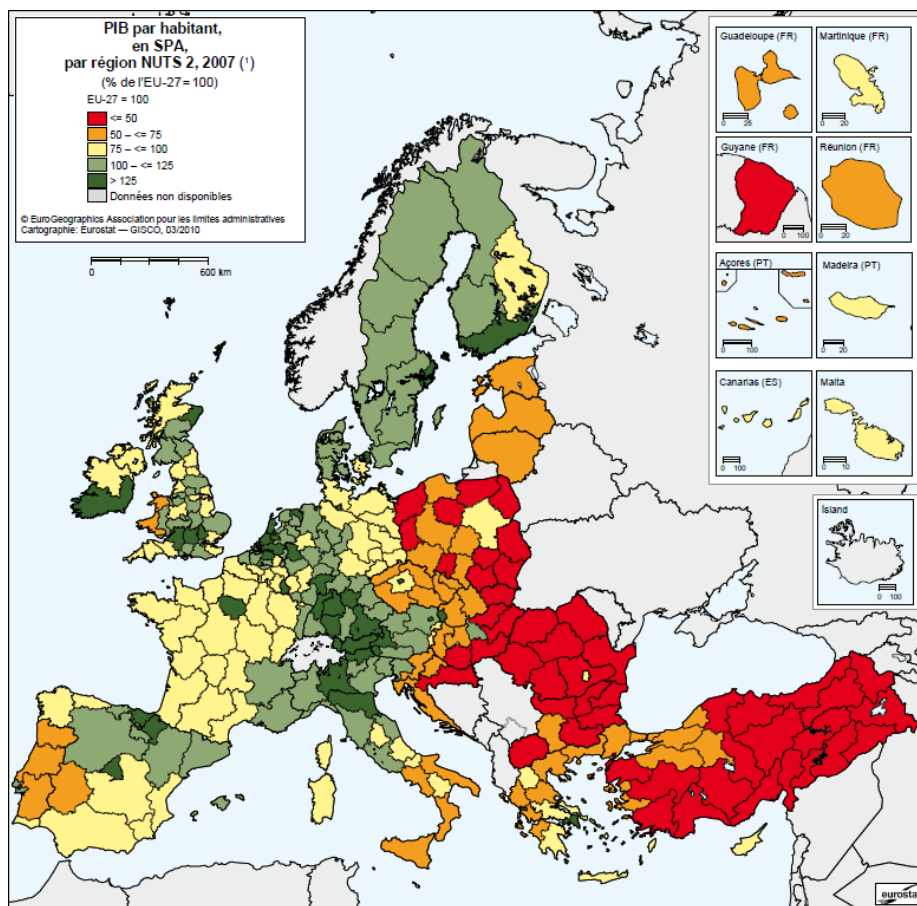 PIB par habitant,
en SPA,
par région NUTS 2, 2007 (¹)
(% de l'EU-27 = 100)
EU-27 = 100
<= 50
50 – <= 75
75 – <= 100
100 – <= 125
> 125
Données non disponibles
© EuroGeographics Association pour les limites administratives
Cartographie: Eurostat — GISCO, 03/2010
0 600 km
Guadeloupe (FR)
0 25
Martinique (FR)
0 20
Guyane (FR)
0 100
Réunion (FR)
0 20
Açores (PT)
0 100
Madeira (PT)
0 20
Canarias (ES)
0 100
Malta
0 10
Ísland
0 100
eurostat